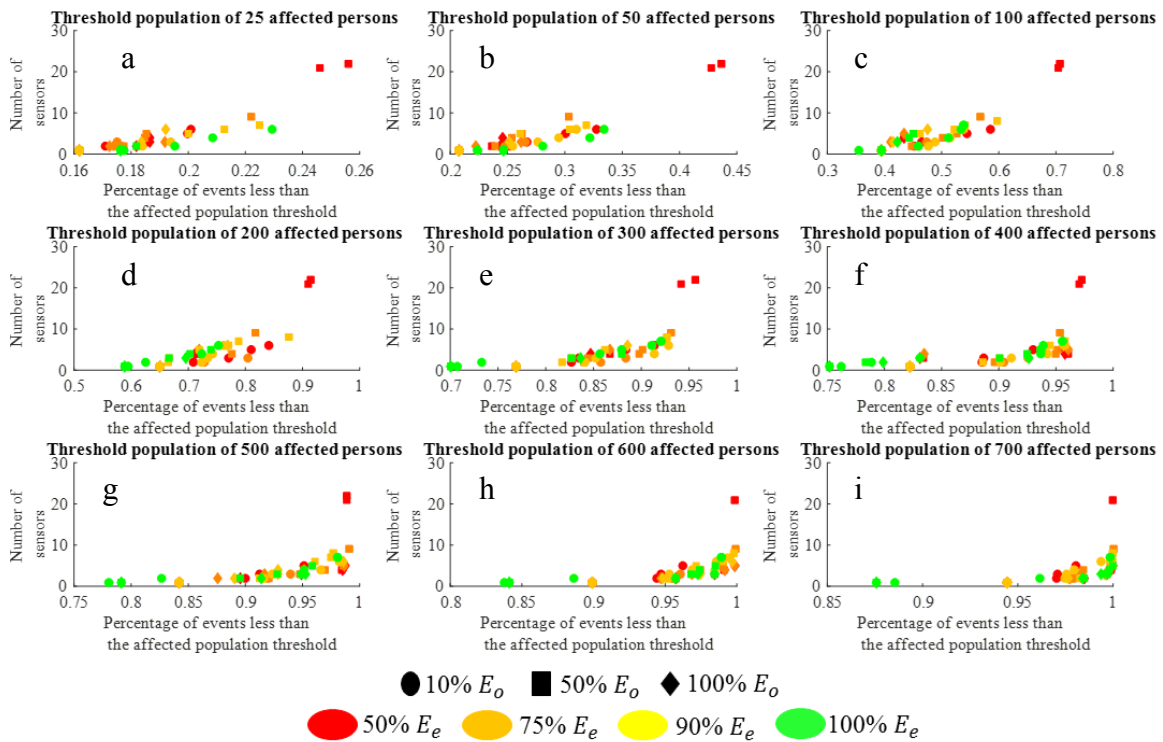 Threshold population of 25 affected persons
Threshold population of 50 affected persons
Threshold population of 100 affected persons
30
20
10
0
Number of
sensors
a
0.16 0.18 0.2 0.22 0.24 0.26
Percentage of events less than
the affected population threshold
30
20
10
0
Number of
sensors
b
0.2 0.25 0.3 0.35 0.4 0.45
Percentage of events less than
the affected population threshold
30
20
10
0
Number of
sensors
c
0.3 0.4 0.5 0.6 0.7 0.8
Percentage of events less than
the affected population threshold
Threshold population of 200 affected persons
Threshold population of 300 affected persons
Threshold population of 400 affected persons
30
20
10
0
Number of
sensors
d
0.5 0.6 0.7 0.8 0.9 1
Percentage of events less than
the affected population threshold
30
20
10
0
Number of
sensors
e
0.7 0.75 0.8 0.85 0.9 0.95 1
Percentage of events less than
the affected population threshold
30
20
10
0
Number of
sensors
f
0.75 0.8 0.85 0.9 0.95 1
Percentage of events less than
the affected population threshold
Threshold population of 500 affected persons
Threshold population of 600 affected persons
Threshold population of 700 affected persons
30
20
10
0
Number of
sensors
g
0.75 0.8 0.85 0.9 0.95 1
Percentage of events less than
the affected population threshold
30
20
10
0
Number of
sensors
h
0.8 0.85 0.9 0.95 1
Percentage of events less than
the affected population threshold
30
20
10
0
Number of
sensors
i
0.85 0.9 0.95 1
Percentage of events less than
the affected population threshold
10% E_o 50% E_o 100% E_o
50% E_e 75% E_e 90% E_e 100% E_e